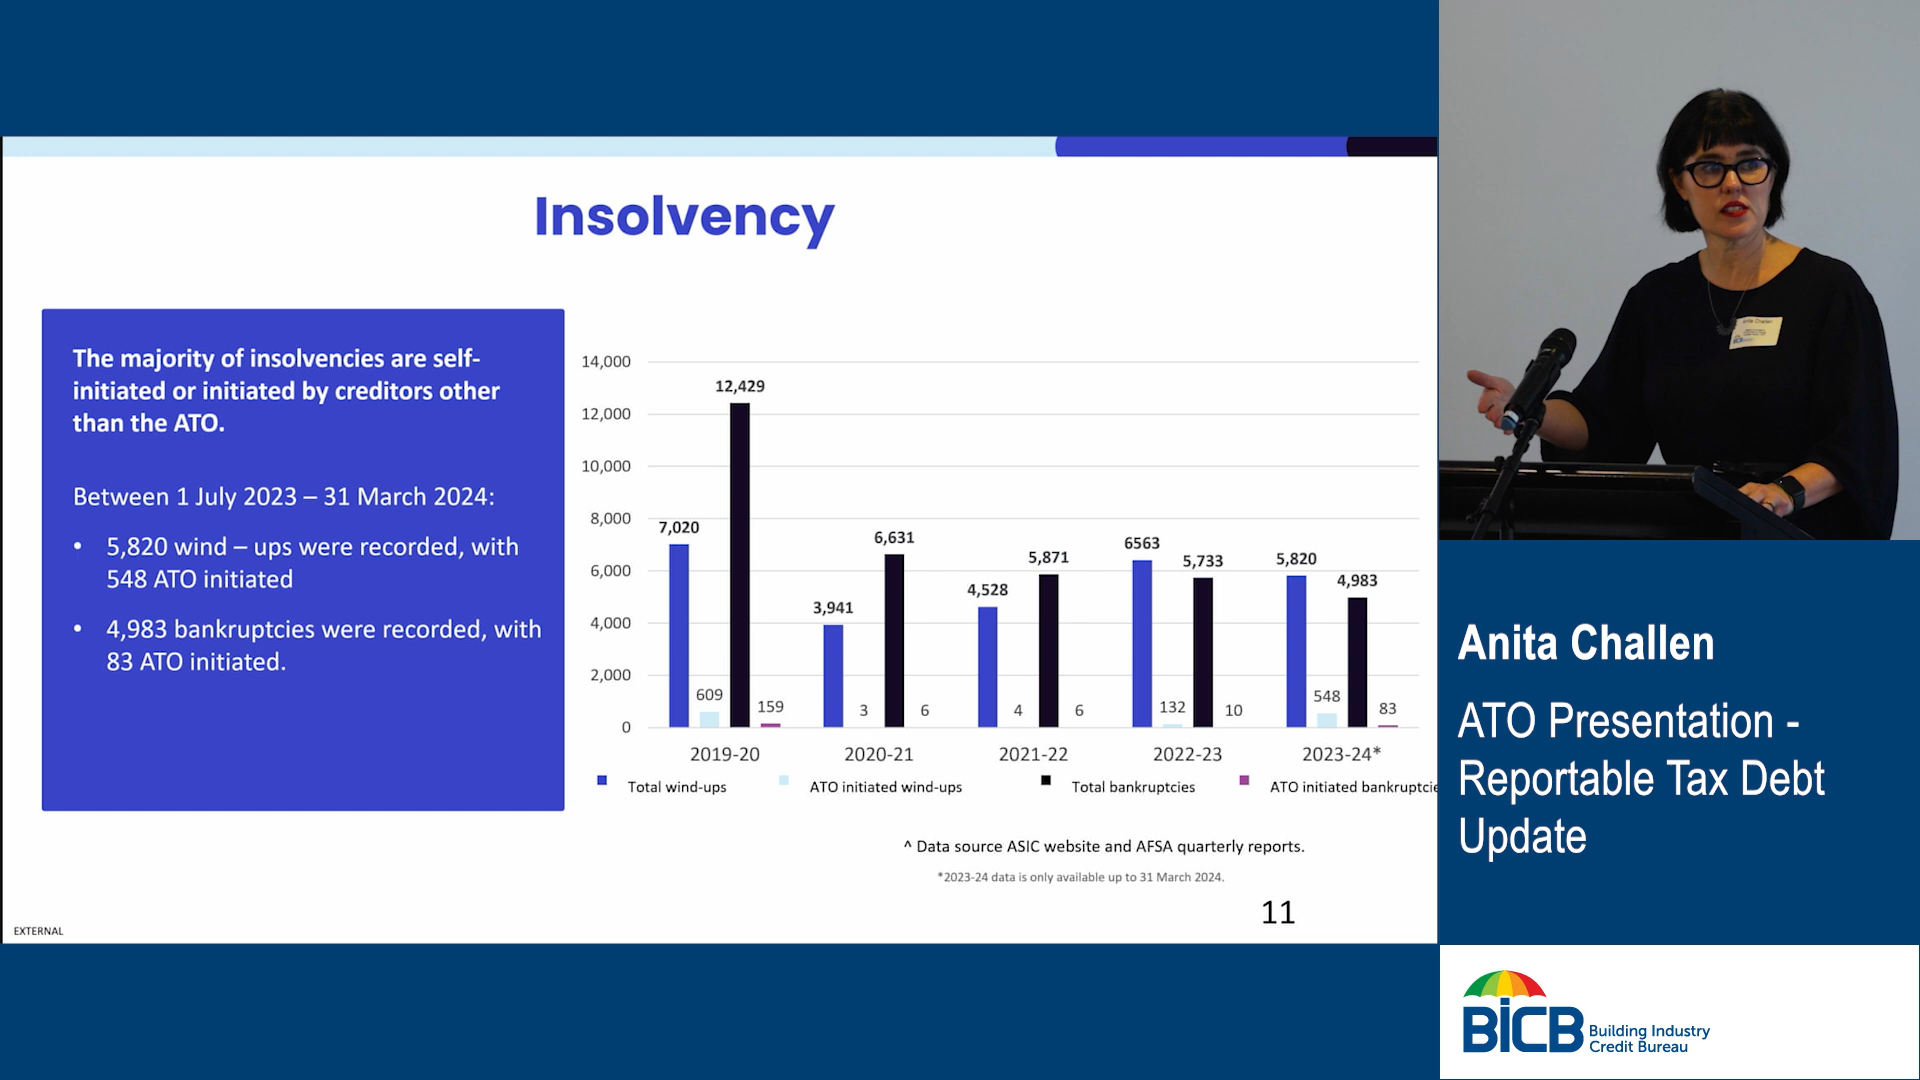 Insolvency
The majority of insolvencies are self-
initiated or initiated by creditors other
than the ATO.
Between 1 July 2023 – 31 March 2024:
• 5,820 wind – ups were recorded, with
548 ATO initiated
• 4,983 bankruptcies were recorded, with
83 ATO initiated.
14,000
12,000
10,000
8,000
6,000
4,000
2,000
0
7,020
609
12,429
159
3,941
3
6,631
6
4,528
4
5,871
6
6563
132
5,733
10
5,820
548
4,983
83
2019-20 2020-21 2021-22 2022-23 2023-24*
Total wind-ups ATO initiated wind-ups Total bankruptcies ATO initiated bankruptcie
^ Data source ASIC website and AFSA quarterly reports.
*2023-24 data is only available up to 31 March 2024.
11
EXTERNAL
Anita Challen
BICB
Anita Challen
ATO Presentation -
Reportable Tax Debt
Update
BICB
Building Industry
Credit Bureau